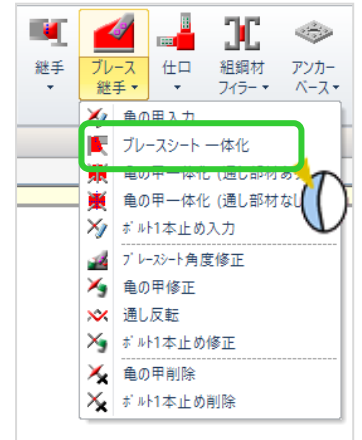 継手
ブレース
継手
仕口
組鋼材
フィラー
アンカー
ベース
亀の甲入力
ブレースシート 一体化
亀の甲一体化 (通し部材あ
亀の甲一体化 (通し部材なし
ﾎﾞﾙﾄ1本止め入力
ﾌﾞﾚｰｽｼｰﾄ角度修正
亀の甲修正
通し反転
ﾎﾞﾙﾄ1本止め修正
亀の甲削除
ﾎﾞﾙﾄ1本止め削除